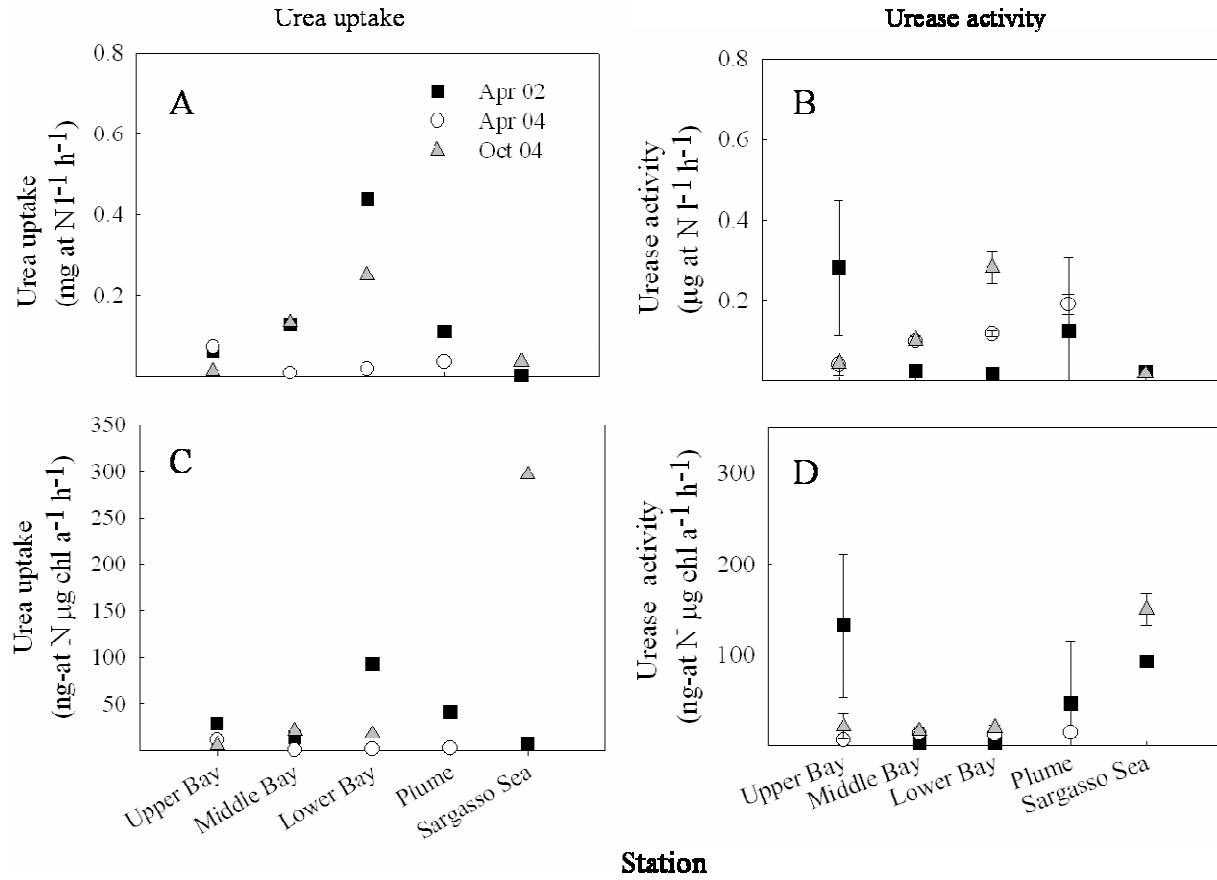 Urea uptake
Urease activity
A
0.8
0.6
0.4
0.2
Urea uptake
(mg at N l-1 h-1)
Apr 02
Apr 04
Oct 04
B
0.8
0.6
0.4
0.2
Urease activity
(µg at N l-1 h-1)
C
350
300
250
200
150
100
50
Urea uptake
(ng-at N µg chl a-1 h-1)
Upper Bay
Middle Bay
Lower Bay
Plume
Sargasso Sea
D
300
200
100
Urease activity
(ng-at N µg chl a-1 h-1)
Upper Bay
Middle Bay
Lower Bay
Plume
Sargasso Sea
Station